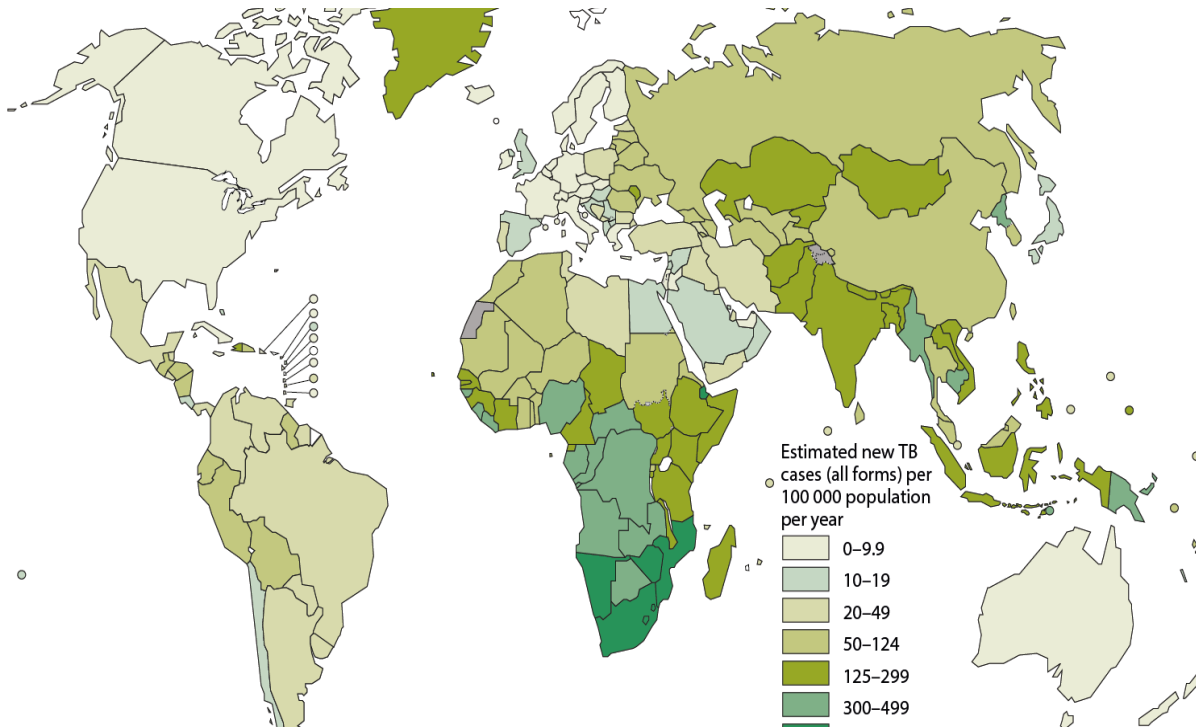 Estimated new TB
cases (all forms) per
100 000 population
per year
0–9.9
10–19
20–49
50–124
125–299
300–499